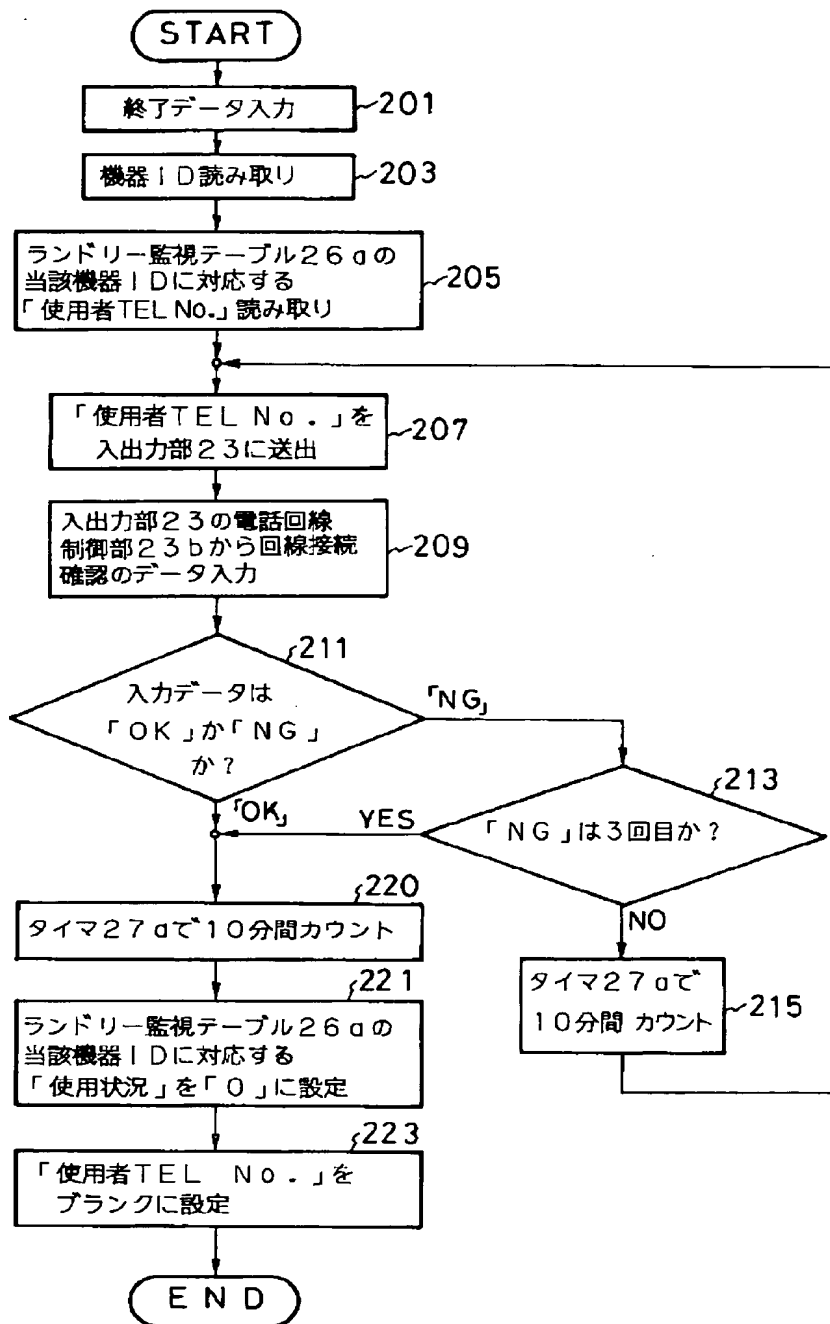 START
終了データ入力
201
機器ID読み取り
203
ランドリー監視テーブル26aの
当該機器IDに対応する
「使用者TEL No.」読み取り
205
「使用者TEL No.」を
入出力部23に送出
207
入出力部23の電話回線
制御部23bから回線接続
確認のデータ入力
209
211
入力データは
「OK」か「NG」
か?
「NG」
「OK」
213
「NG」は3回目か?
YES
NO
タイマ27aで
10分間 カウント
215
220
タイマ27aで10分間カウント
221
ランドリー監視テーブル26aの
当該機器IDに対応する
「使用状況」を「0」に設定
223
「使用者TEL No.」を
ブランクに設定
END